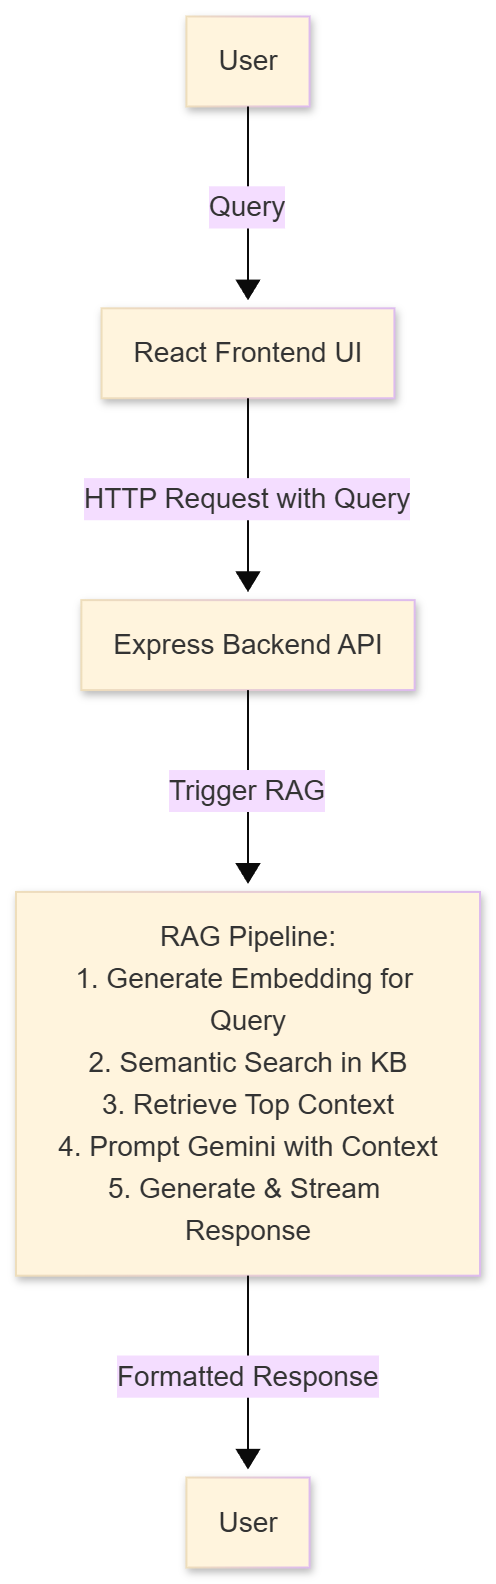 User
Query
React Frontend UI
HTTP Request with Query
Express Backend API
Trigger RAG
RAG Pipeline:
1. Generate Embedding for
Query
2. Semantic Search in KB
3. Retrieve Top Context
4. Prompt Gemini with Context
5. Generate & Stream
Response
Formatted Response
User